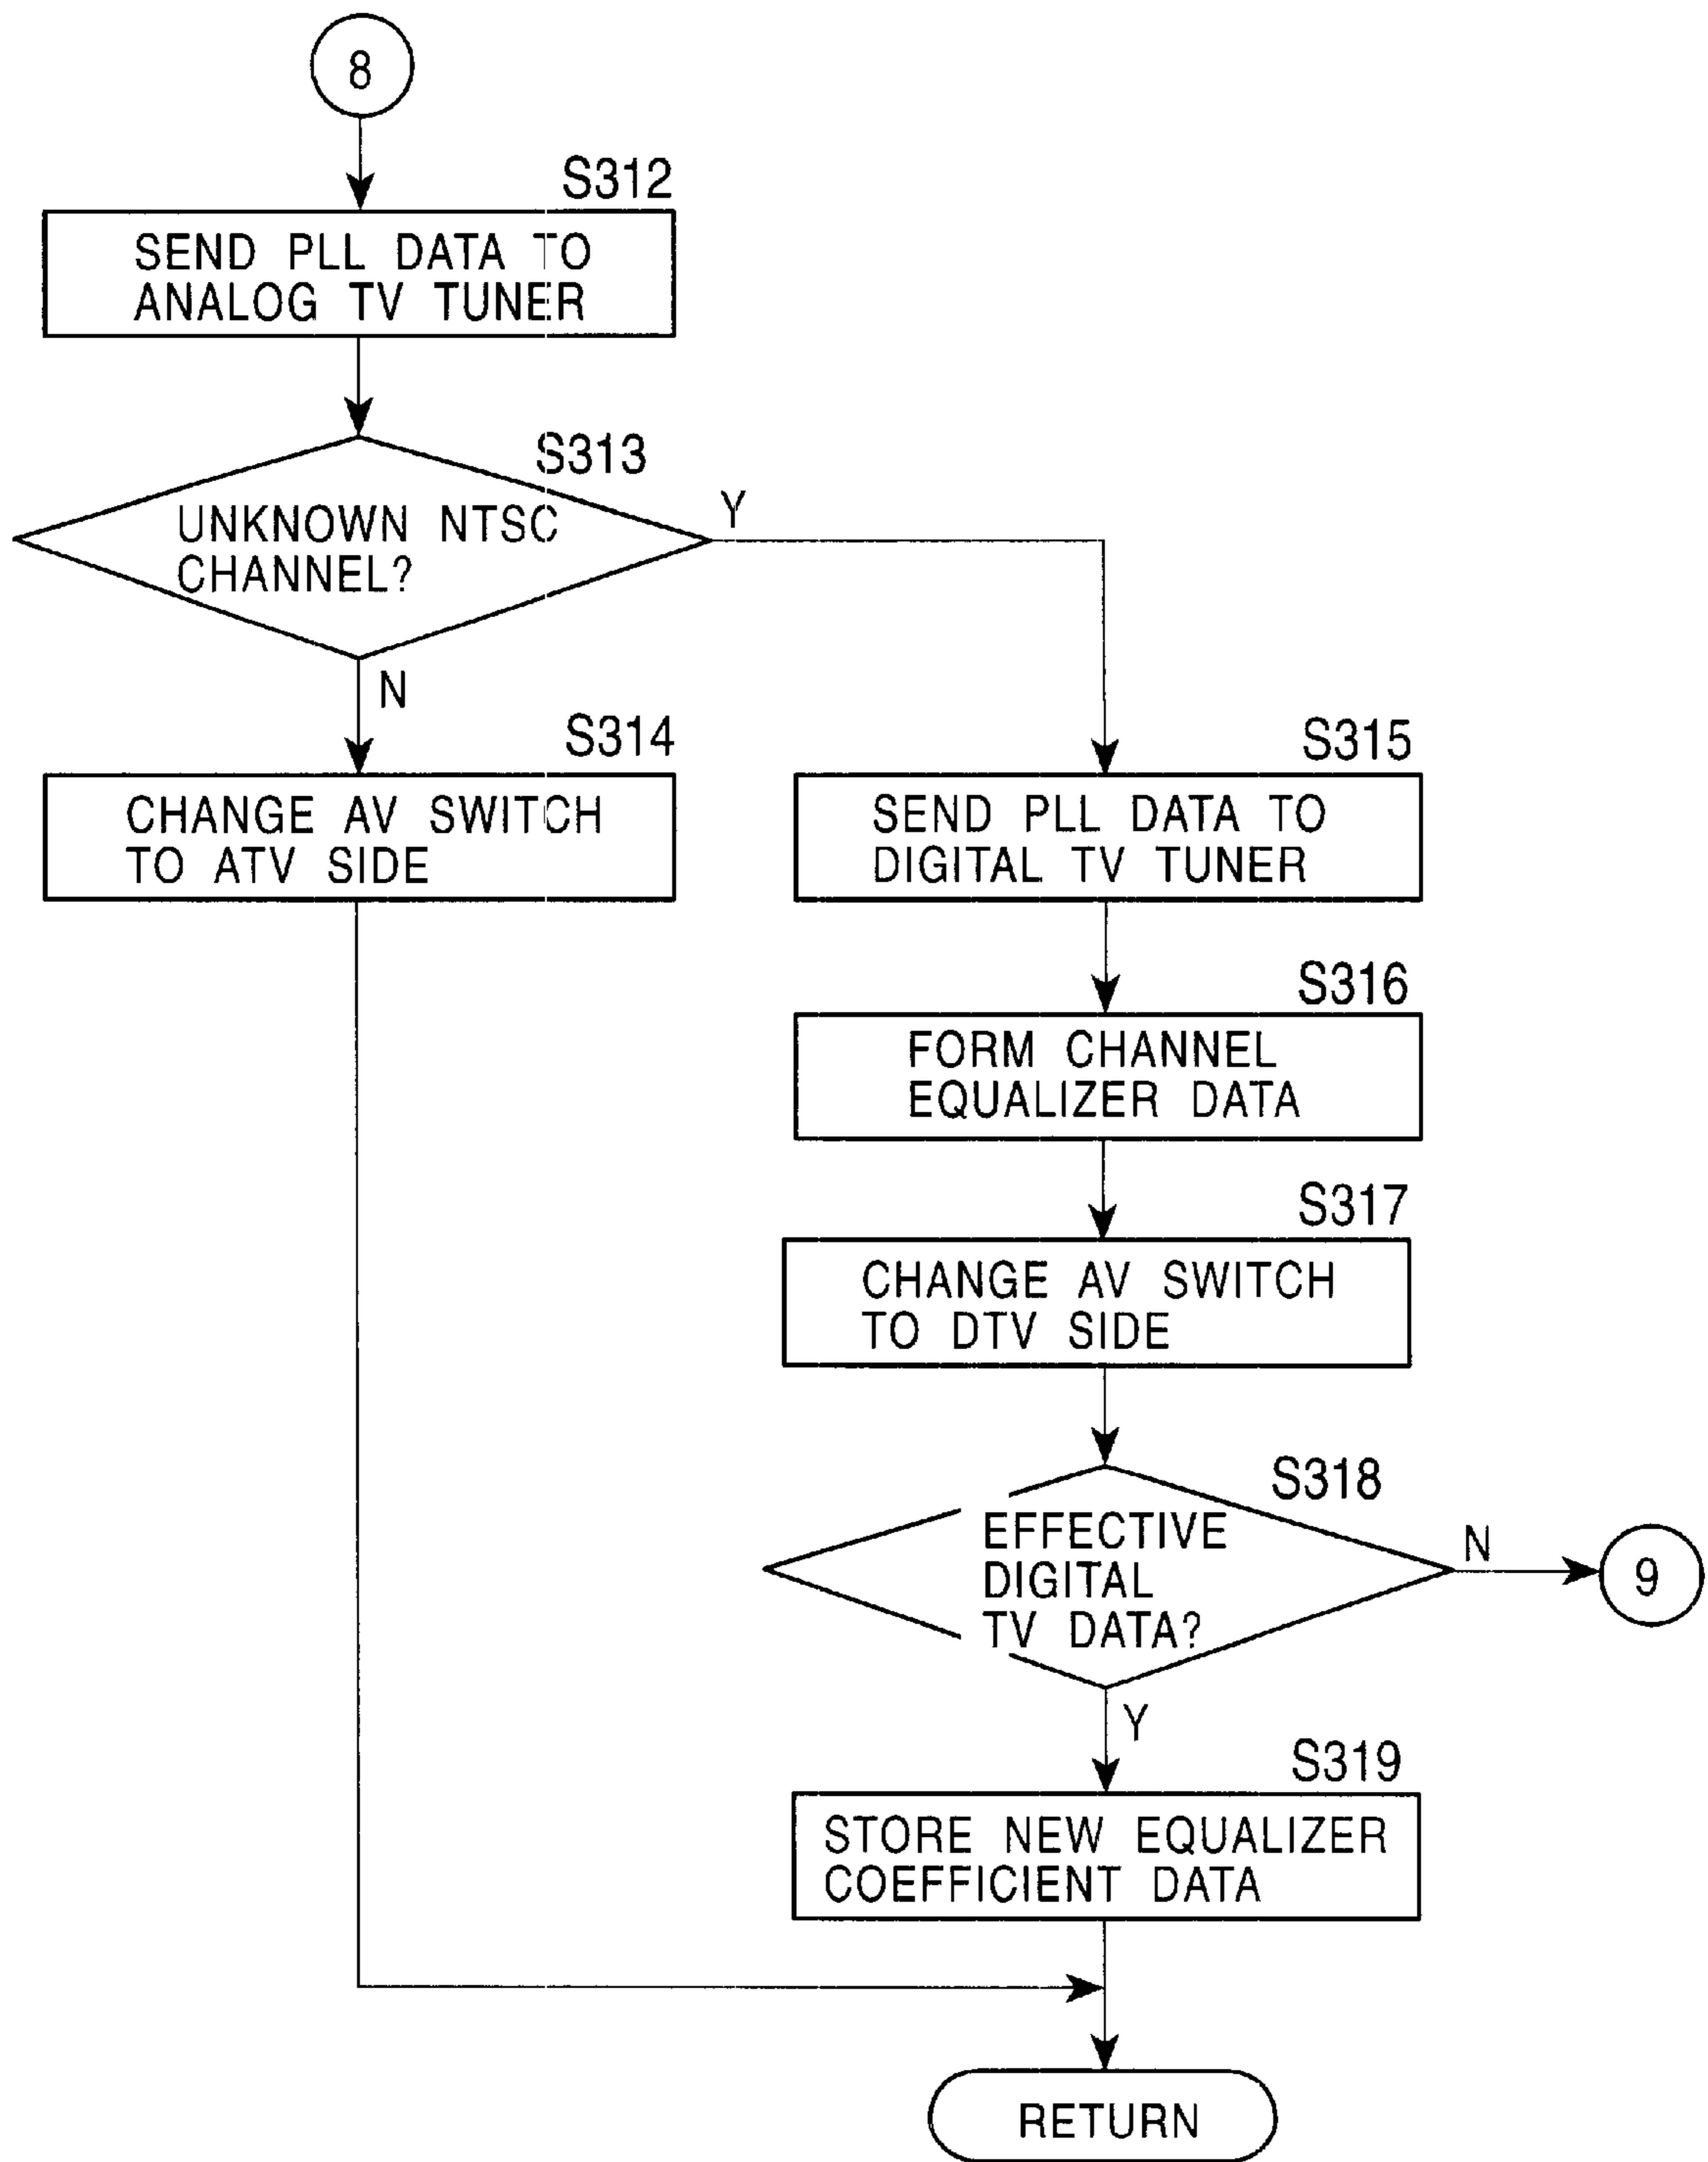 8
S312
SEND PLL DATA TO
ANALOG TV TUNER
S313
UNKNOWN NTSC
CHANNEL?
Y
N
S314
CHANGE AV SWITCH
TO ATV SIDE
S315
SEND PLL DATA TO
DIGITAL TV TUNER
S316
FORM CHANNEL
EQUALIZER DATA
S317
CHANGE AV SWITCH
TO DTV SIDE
S318
EFFECTIVE
DIGITAL
TV DATA?
N
9
Y
S319
STORE NEW EQUALIZER
COEFFICIENT DATA
RETURN